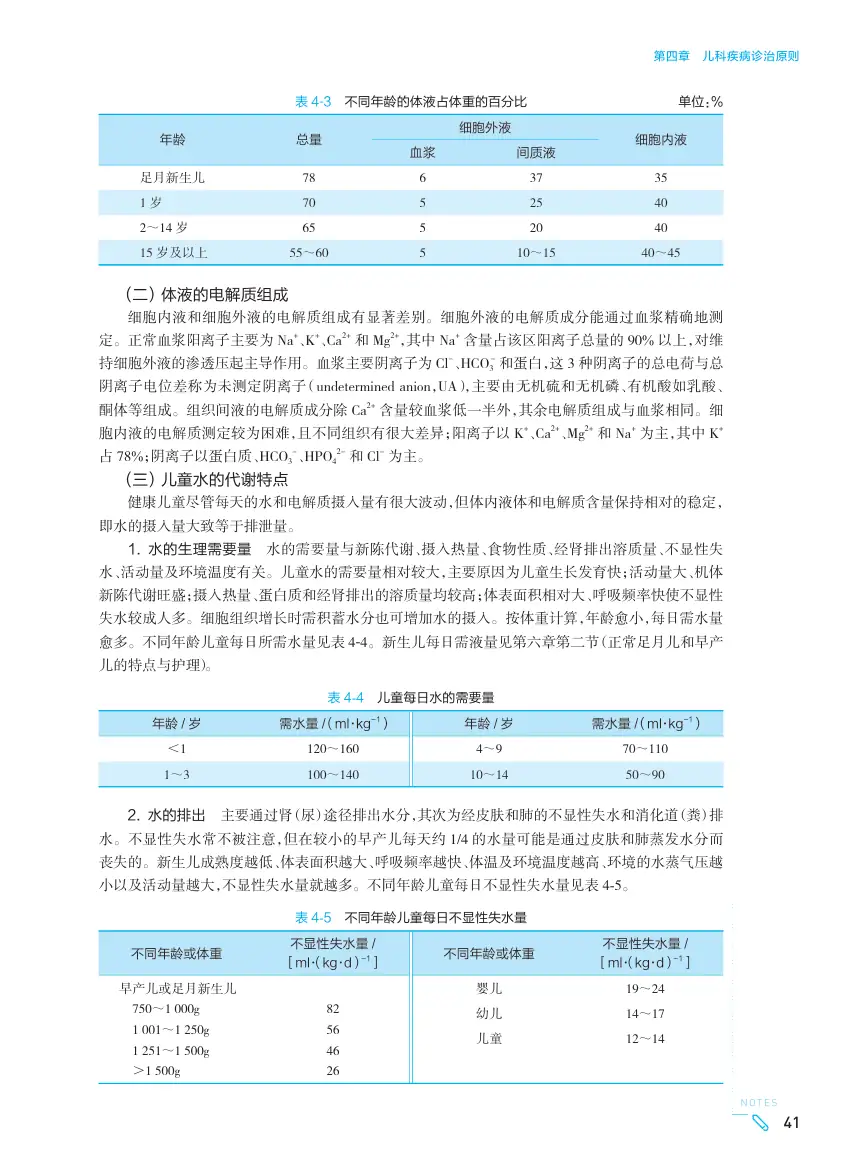 第四章　儿科疾病诊治原则
表 4-3　不同年龄的体液占体重的百分比　单位：%
年龄　总量　细胞外液　细胞内液
血浆　间质液
足月新生儿　78　6　37　35
1 岁　70　5　25　40
2～14 岁　65　5　20　40
15 岁及以上　55～60　5　10～15　40～45
（二）体液的电解质组成
细胞内液和细胞外液的电解质组成有显著差别。细胞外液的电解质成分能通过血浆精确地测
定。正常血浆阳离子主要为 Na⁺、K⁺、Ca²⁺ 和 Mg²⁺，其中 Na⁺ 含量占该区阳离子总量的 90% 以上，对维
持细胞外液的渗透压起主导作用。血浆主要阴离子为 Cl⁻、HCO₃⁻ 和蛋白，这 3 种阴离子的总电荷与总
阴离子电位差称为未测定阴离子（undetermined anion，UA），主要由无机硫和无机磷、有机酸如乳酸、
酮体等组成。组织间液的电解质成分除 Ca²⁺ 含量较血浆低一半外，其余电解质组成与血浆相同。细
胞内液的电解质测定较为困难，且不同组织有很大差异；阳离子以 K⁺、Ca²⁺、Mg²⁺ 和 Na⁺ 为主，其中 K⁺
占 78%；阴离子以蛋白质、HCO₃⁻、HPO₄²⁻ 和 Cl⁻ 为主。
（三）儿童水的代谢特点
健康儿童尽管每天的水和电解质摄入量有很大波动，但体内液体和电解质含量保持相对的稳定，
即水的摄入量大致等于排泄量。
1. 水的生理需要量　水的需要量与新陈代谢、摄入热量、食物性质、经肾排出溶质量、不显性失
水、活动量及环境温度有关。儿童水的需要量相对较大，主要原因为儿童生长发育快；活动量大、机体
新陈代谢旺盛；摄入热量、蛋白质和经肾排出的溶质量均较高；体表面积相对大、呼吸频率快使不显性
失水较成人多。细胞组织增长时需积蓄水分也可增加水的摄入。按体重计算，年龄愈小，每日需水量
愈多。不同年龄儿童每日所需水量见表 4-4。新生儿每日需液量见第六章第二节（正常足月儿和早产
儿的特点与护理）。
表 4-4　儿童每日水的需要量
年龄 / 岁　需水量 /（ml·kg⁻¹）　年龄 / 岁　需水量 /（ml·kg⁻¹）
＜1　120～160　4～9　70～110
1～3　100～140　10～14　50～90
2. 水的排出　主要通过肾（尿）途径排出水分，其次为经皮肤和肺的不显性失水和消化道（粪）排
水。不显性失水常不被注意，但在较小的早产儿每天约 1/4 的水量可能是通过皮肤和肺蒸发水分而
丧失的。新生儿成熟度越低、体表面积越大、呼吸频率越快、体温及环境温度越高、环境的水蒸气压越
小以及活动量越大，不显性失水量就越多。不同年龄儿童每日不显性失水量见表 4-5。
表 4-5　不同年龄儿童每日不显性失水量
不同年龄或体重　不显性失水量 /　不同年龄或体重　不显性失水量 /
［ml·（kg·d）⁻¹］　［ml·（kg·d）⁻¹］
早产儿或足月新生儿　婴儿　19～24
750～1 000g　82　幼儿　14～17
1 001～1 250g　56　儿童　12～14
1 251～1 500g　46
＞1 500g　26
NOTES
41